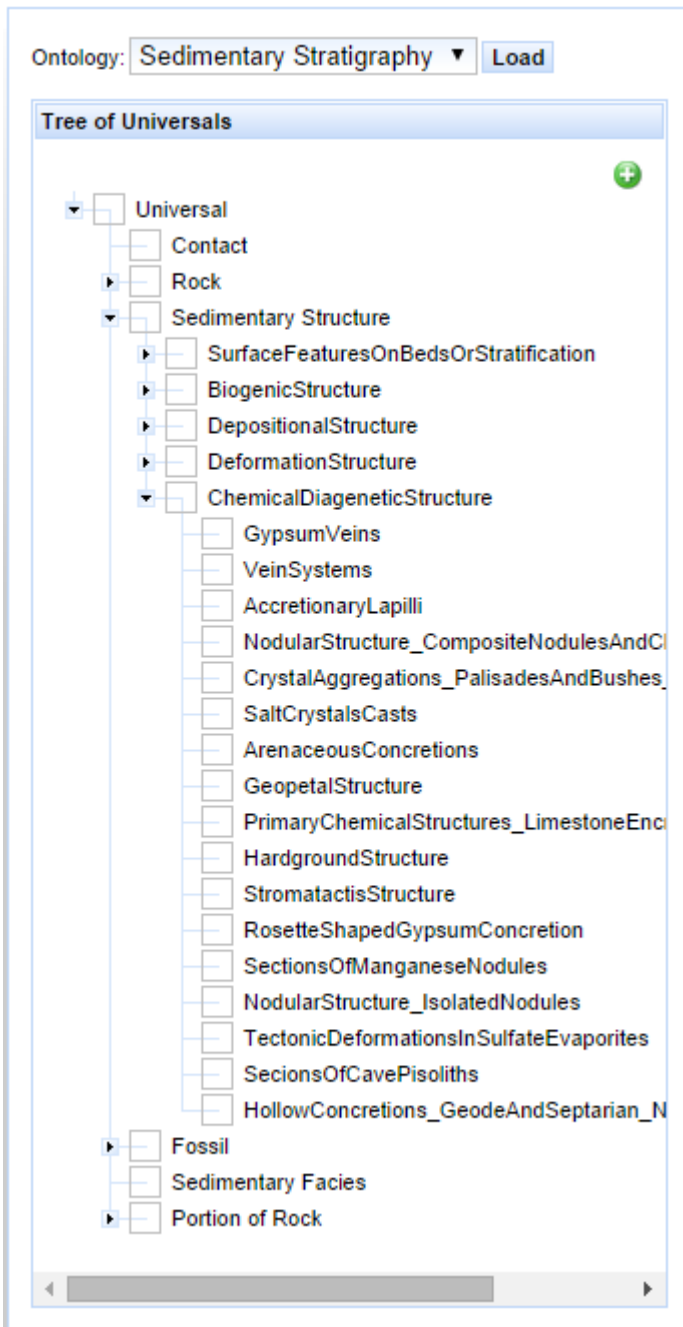 Ontology: Sedimentary Stratigraphy Load
Tree of Universals
Universal
Contact
Rock
Sedimentary Structure
SurfaceFeaturesOnBedsOrStratification
BiogenicStructure
DepositionalStructure
DeformationStructure
ChemicalDiageneticStructure
GypsumVeins
VeinSystems
AccretionaryLapilli
NodularStructure_CompositeNodulesAndCl
CrystalAggregations_PalisadesAndBushes_
SaltCrystalsCasts
ArenaceousConcretions
GeopetalStructure
PrimaryChemicalStructures_LimestoneEncr
HardgroundStructure
StromatactisStructure
RosetteShapedGypsumConcretion
SectionsOfManganeseNodules
NodularStructure_IsolatedNodules
TectonicDeformationsInSulfateEvaporites
SecionsOfCavePisoliths
HollowConcretions_GeodeAndSeptarian_N
Fossil
Sedimentary Facies
Portion of Rock